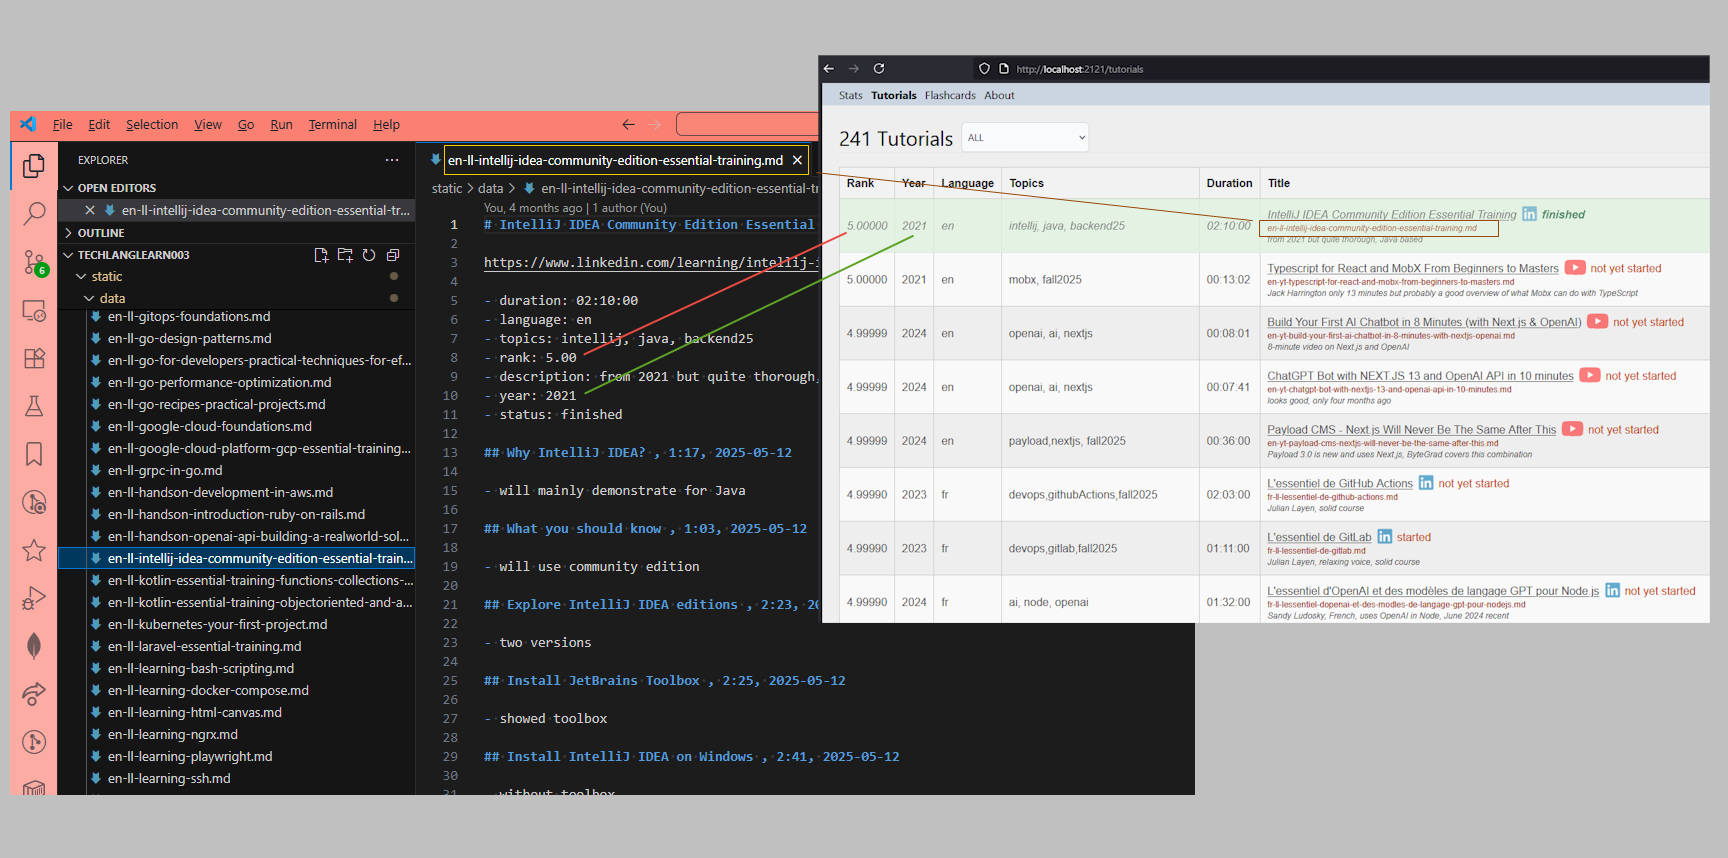 File Edit Selection View Go Run Terminal Help
EXPLORER
OPEN EDITORS
en-ll-intellij-idea-community-edition-essential-tr...
OUTLINE
TECHLANGLEARN003
static
data
en-ll-gitops-foundations.md
en-ll-go-design-patterns.md
en-ll-go-for-developers-practical-techniques-for-ef...
en-ll-go-performance-optimization.md
en-ll-go-recipes-practical-projects.md
en-ll-google-cloud-foundations.md
en-ll-google-cloud-platform-gcp-essential-training...
en-ll-grpc-in-go.md
en-ll-handson-development-in-aws.md
en-ll-handson-introduction-ruby-on-rails.md
en-ll-handson-openai-api-building-a-realworld-sol...
en-ll-intellij-idea-community-edition-essential-train...
en-ll-kotlin-essential-training-functions-collections-...
en-ll-kotlin-essential-training-objectoriented-and-a...
en-ll-kubernetes-your-first-project.md
en-ll-laravel-essential-training.md
en-ll-learning-bash-scripting.md
en-ll-learning-docker-compose.md
en-ll-learning-html-canvas.md
en-ll-learning-ngrx.md
en-ll-learning-playwright.md
en-ll-learning-ssh.md
6
en-ll-intellij-idea-community-edition-essential-training.md
static > data > en-ll-intellij-idea-community-edition-essential-tr
You, 4 months ago | 1 author (You)
1 # IntelliJ IDEA Community Edition Essential
2
3 https://www.linkedin.com/learning/intellij-i
4
5 - duration: 02:10:00
6 - language: en
7 - topics: intellij, java, backend25
8 - rank: 5.00
9 - description: from 2021 but quite thorough,
10 - year: 2021
11 - status: finished
12
13 ## Why IntelliJ IDEA? , 1:17, 2025-05-12
14
15 - will mainly demonstrate for Java
16
17 ## What you should know , 1:03, 2025-05-12
18
19 - will use community edition
20
21 ## Explore IntelliJ IDEA editions , 2:23, 20
22
23 - two versions
24
25 ## Install JetBrains Toolbox , 2:25, 2025-05-12
26
27 - showed toolbox
28
29 ## Install IntelliJ IDEA on Windows , 2:41, 2025-05-12
30
31 - without toolbox
http://localhost:2121/tutorials
Stats Tutorials Flashcards About
241 Tutorials ALL
Rank Year Language Topics Duration Title
5.00000 2021 en intellij, java, backend25 02:10:00 IntelliJ IDEA Community Edition Essential Training in finished
en-ll-intellij-idea-community-edition-essential-training.md
from 2021 but quite thorough, Java based
5.00000 2021 en mobx, fall2025 00:13:02 Typescript for React and MobX From Beginners to Masters not yet started
en-yt-typescript-for-react-and-mobx-from-beginners-to-masters.md
Jack Harrington only 13 minutes but probably a good overview of what Mobx can do with TypeScript
4.99999 2024 en openai, ai, nextjs 00:08:01 Build Your First AI Chatbot in 8 Minutes (with Next.js & OpenAI) not yet started
en-yt-build-your-first-ai-chatbot-in-8-minutes-with-nextjs-openai.md
8-minute video on Next.js and OpenAI
4.99999 2024 en openai, ai, nextjs 00:07:41 ChatGPT Bot with NEXT.JS 13 and OpenAI API in 10 minutes not yet started
en-yt-chatgpt-bot-with-nextjs-13-and-openai-api-in-10-minutes.md
looks good, only four months ago
4.99999 2024 en payload,nextjs, fall2025 00:36:00 Payload CMS - Next.js Will Never Be The Same After This not yet started
en-yt-payload-cms-nextjs-will-never-be-the-same-after-this.md
Payload 3.0 is new and uses Next.js, ByteGrad covers this combination
4.99990 2023 fr devops,githubActions,fall2025 02:03:00 L'essentiel de GitHub Actions in not yet started
fr-ll-lessentiel-de-github-actions.md
Julian Layen, solid course
4.99990 2023 fr devops,gitlab,fall2025 01:11:00 L'essentiel de GitLab in started
fr-ll-lessentiel-de-gitlab.md
Julian Layen, relaxing voice, solid course
4.99990 2024 fr ai, node, openai 01:32:00 L'essentiel d'OpenAI et des modèles de langage GPT pour Node.js in not yet started
fr-ll-lessentiel-dopenai-et-des-modles-de-langage-gpt-pour-nodejs.md
Sandy Ludosky, French, uses OpenAI in Node, June 2024 recent